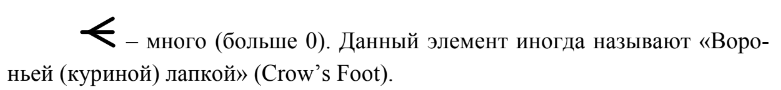 – много (больше 0). Данный элемент иногда называют «Воро-
ньей (куриной) лапкой» (Crow’s Foot).